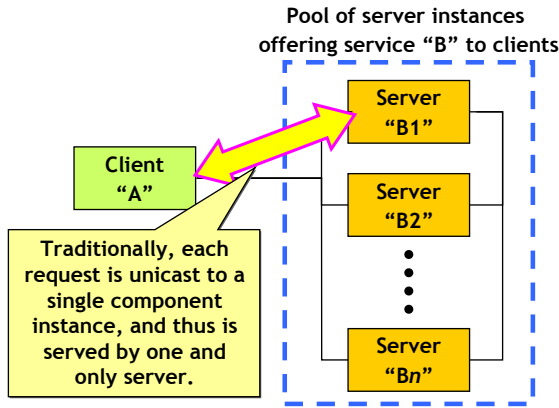 Pool of server instances
offering service “B” to clients
Server
“B1”
Client
“A”
Server
“B2”
Traditionally, each
request is unicast to a
single component
instance, and thus is
served by one and
only server.
Server
“Bn”